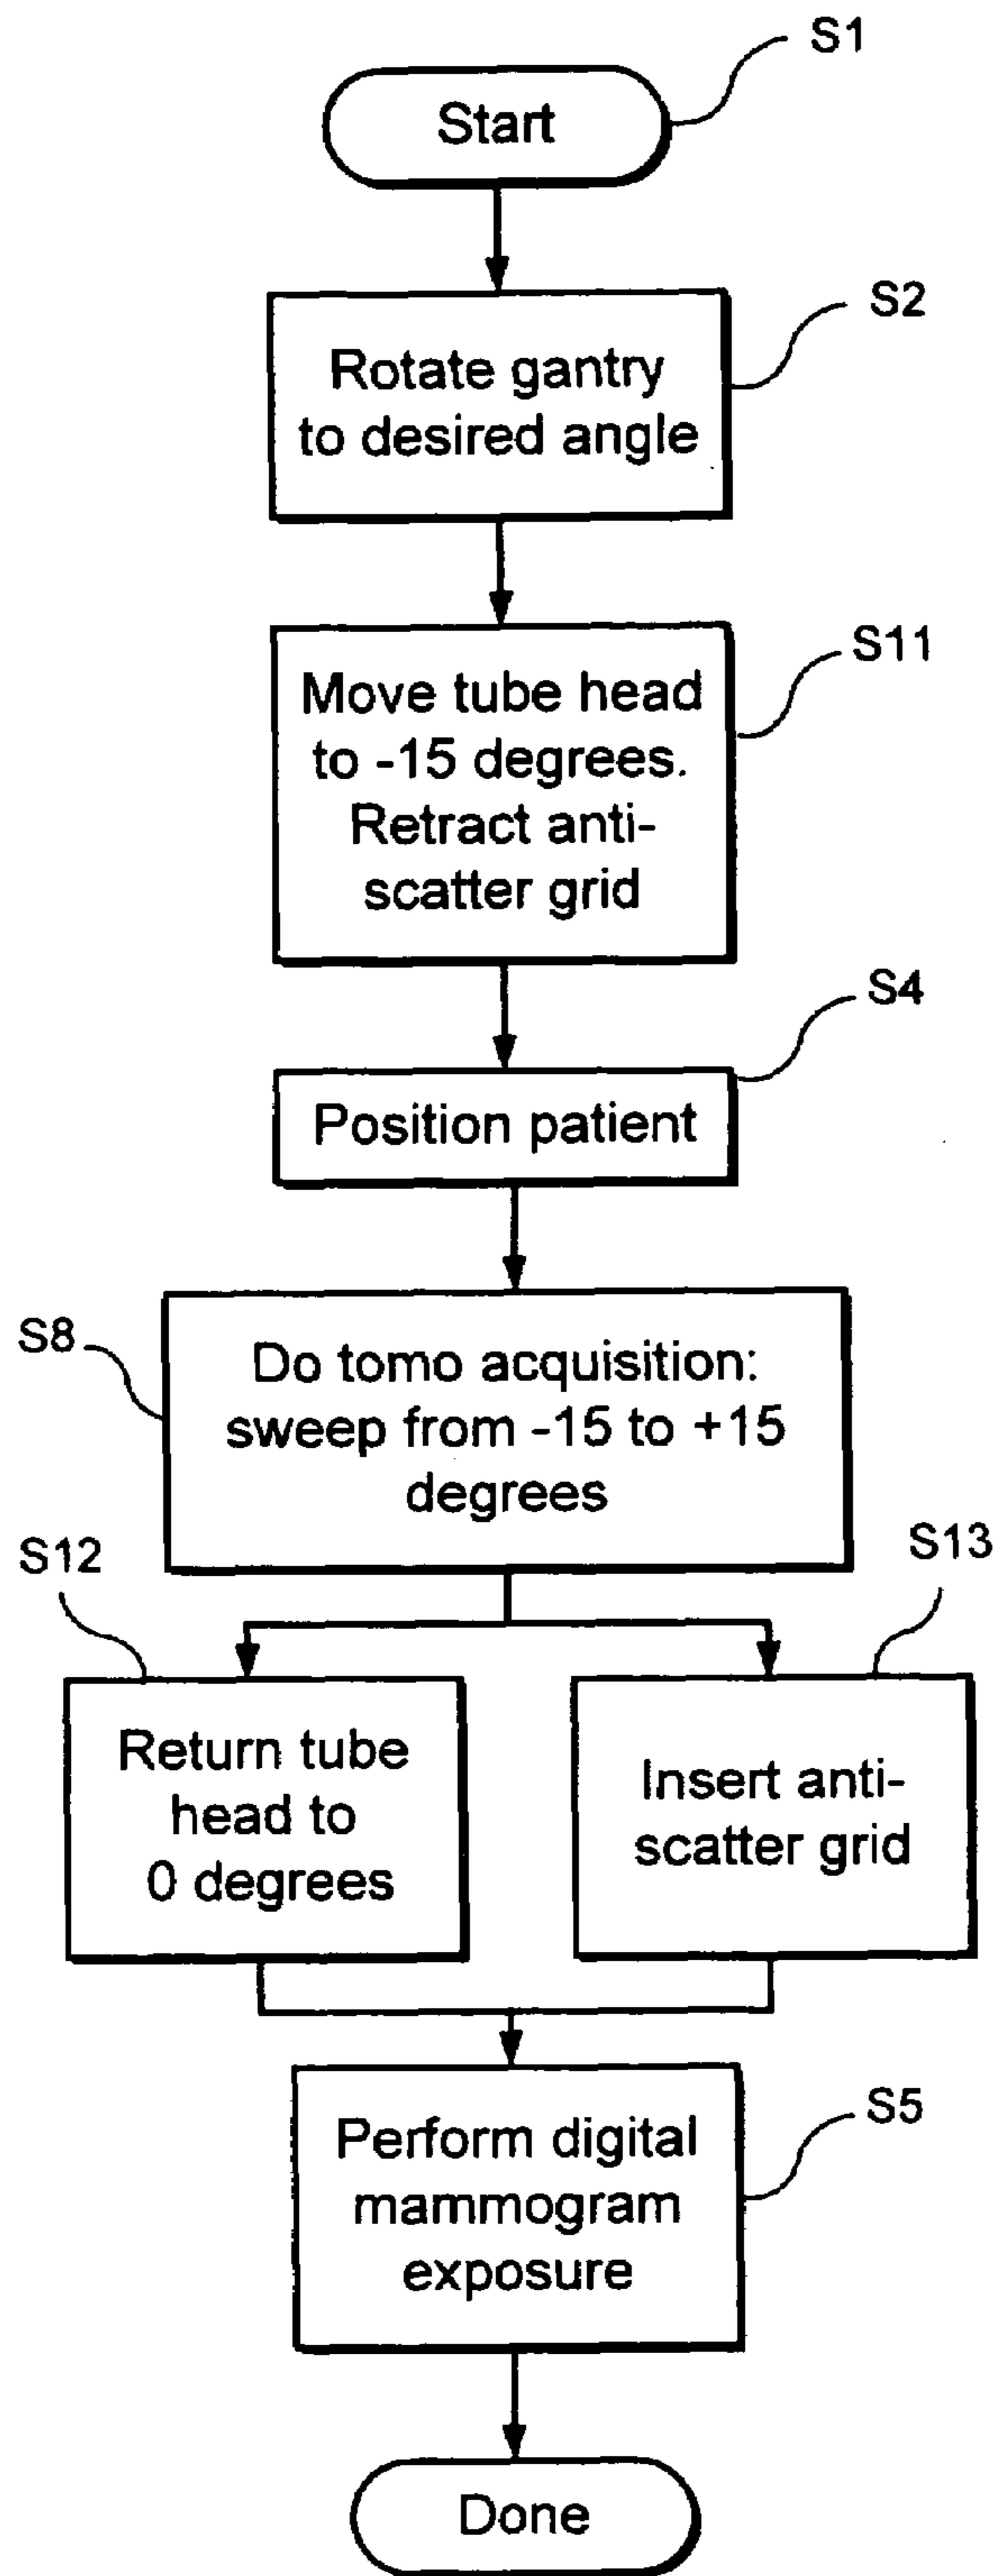 S1
Start
S2
Rotate gantry
to desired angle
S11
Move tube head
to -15 degrees.
Retract anti-
scatter grid
S4
Position patient
S8
Do tomo acquisition:
sweep from -15 to +15
degrees
S12
S13
Return tube
head to
0 degrees
Insert anti-
scatter grid
S5
Perform digital
mammogram
exposure
Done